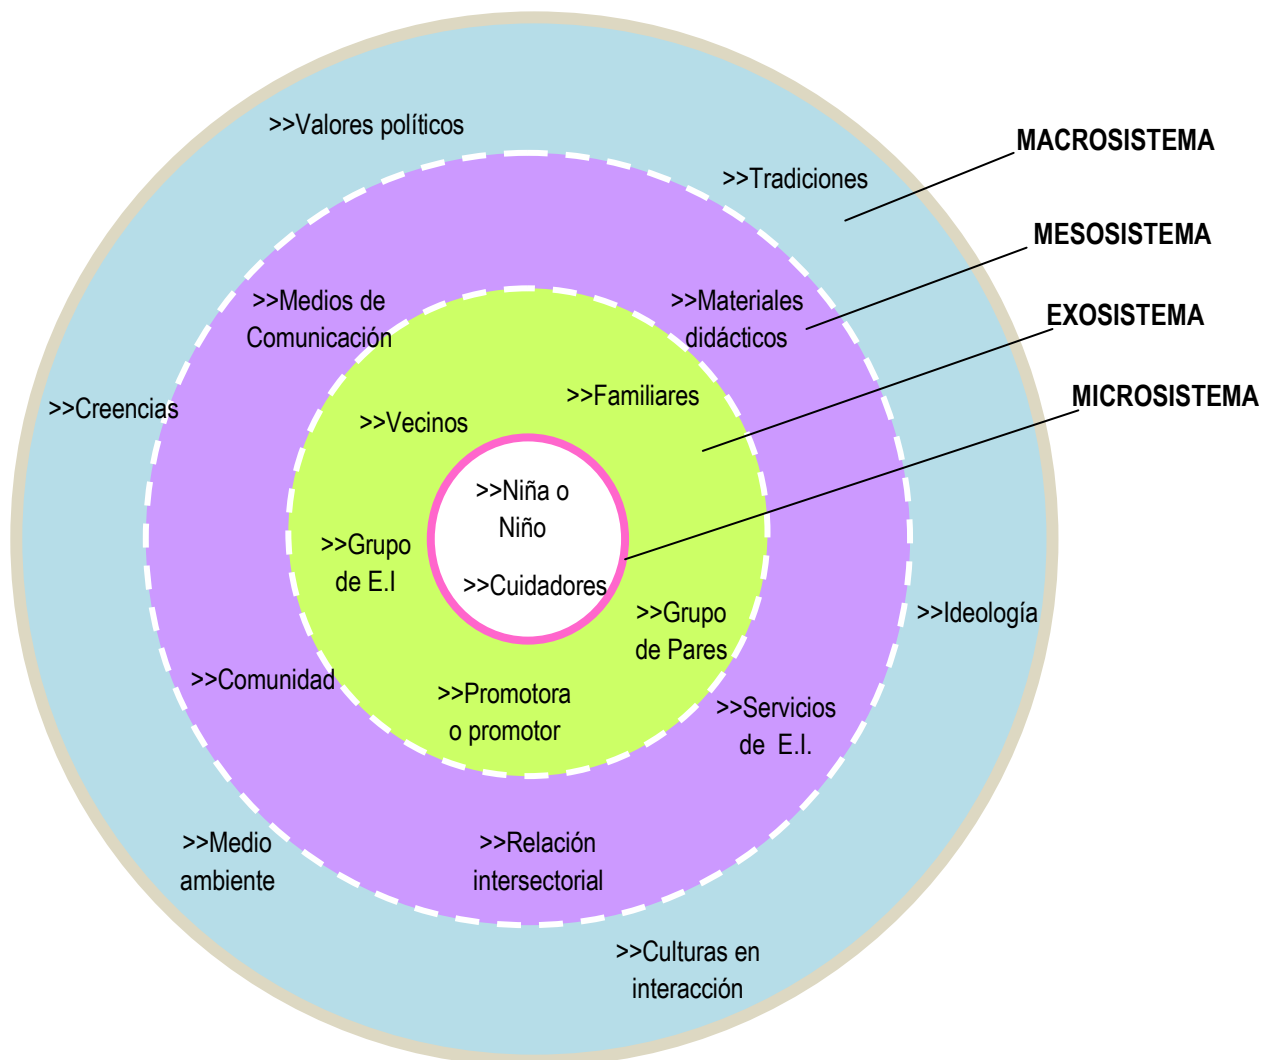 >>Valores políticos
>>Tradiciones
MACROSISTEMA
MESOSISTEMA
EXOSISTEMA
MICROSISTEMA
>>Medios de
Comunicación
>>Materiales
didácticos
>>Creencias
>>Vecinos
>>Familiares
>>Niña o
Niño
>>Cuidadores
>>Grupo
de E.I
>>Grupo
de Pares
>>Ideología
>>Comunidad
>>Promotora
o promotor
>>Servicios
de  E.I.
>>Medio
ambiente
>>Relación
intersectorial
>>Culturas en
interacción